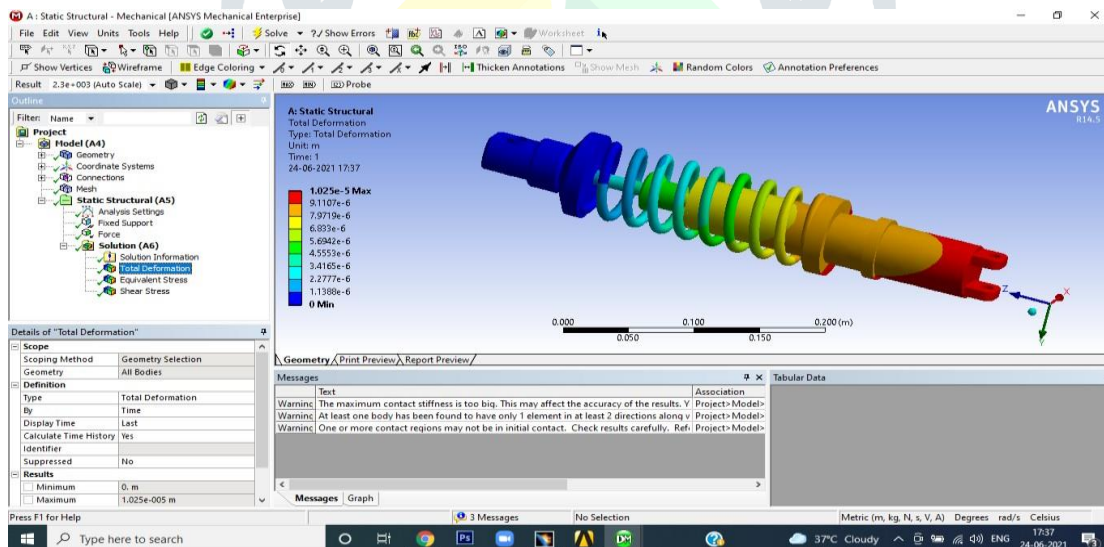 A : Static Structural - Mechanical [ANSYS Mechanical Enterprise]
File Edit View Units Tools Help Solve ?/ Show Errors Worksheet
Show Vertices Wireframe Edge Coloring Thicken Annotations Show Mesh Random Colors Annotation Preferences
Result 2.3e+003 (Auto Scale) Probe
Outline
Filter: Name
Project
Model (A4)
Geometry
Coordinate Systems
Connections
Mesh
Static Structural (A5)
Analysis Settings
Fixed Support
Force
Solution (A6)
Solution Information
Total Deformation
Equivalent Stress
Shear Stress
Details of "Total Deformation"
Scope
Scoping Method Geometry Selection
Geometry All Bodies
Definition
Type Total Deformation
By Time
Display Time Last
Calculate Time History Yes
Identifier
Suppressed No
Results
Minimum 0. m
Maximum 1.025e-005 m
A: Static Structural
Total Deformation
Type: Total Deformation
Unit: m
Time: 1
24-06-2021 17:37
1.025e-5 Max
9.1107e-6
7.9719e-6
6.833e-6
5.6942e-6
4.5553e-6
3.4165e-6
2.2777e-6
1.1388e-6
0 Min
ANSYS
R14.5
Z X
Y
0.000 0.100 0.200 (m)
0.050 0.150
Geometry Print Preview Report Preview
Messages
Text Association
Warning The maximum contact stiffness is too big. This may affect the accuracy of the results. Y Project>Model>
Warning At least one body has been found to have only 1 element in at least 2 directions along v Project>Model>
Warning One or more contact regions may not be in initial contact. Check results carefully. Ref Project>Model>
Messages Graph
Tabular Data
Press F1 for Help 3 Messages No Selection Metric (m, kg, N, s, V, A) Degrees rad/s Celsius
Type here to search Ps DM 37°C Cloudy ENG 17:37
24-06-2021 3